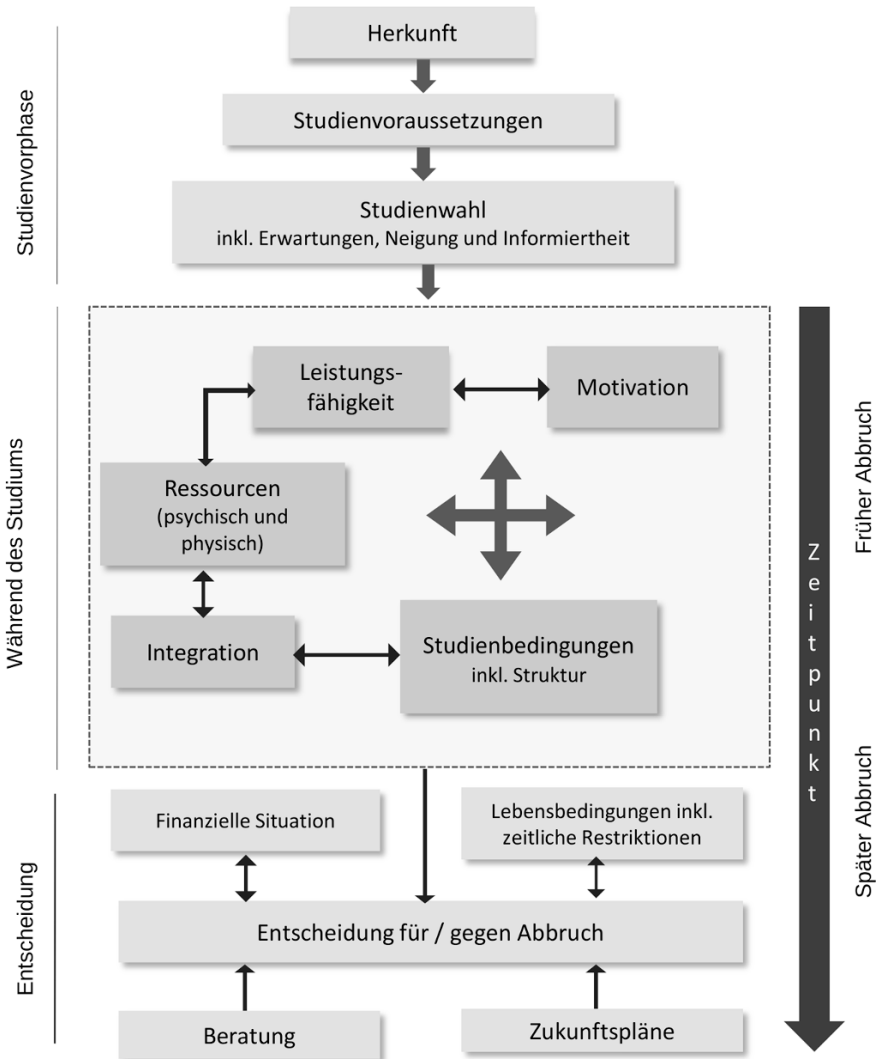 Studienvorphase
Herkunft
Studienvoraussetzungen
Studienwahl
inkl. Erwartungen, Neigung und Informiertheit
Während des Studiums
Leistungs-
fähigkeit
Motivation
Ressourcen
(psychisch und
physisch)
Integration
Studienbedingungen
inkl. Struktur
Zeitpunkt
Früher Abbruch
Später Abbruch
Entscheidung
Finanzielle Situation
Lebensbedingungen inkl.
zeitliche Restriktionen
Entscheidung für / gegen Abbruch
Beratung
Zukunftspläne